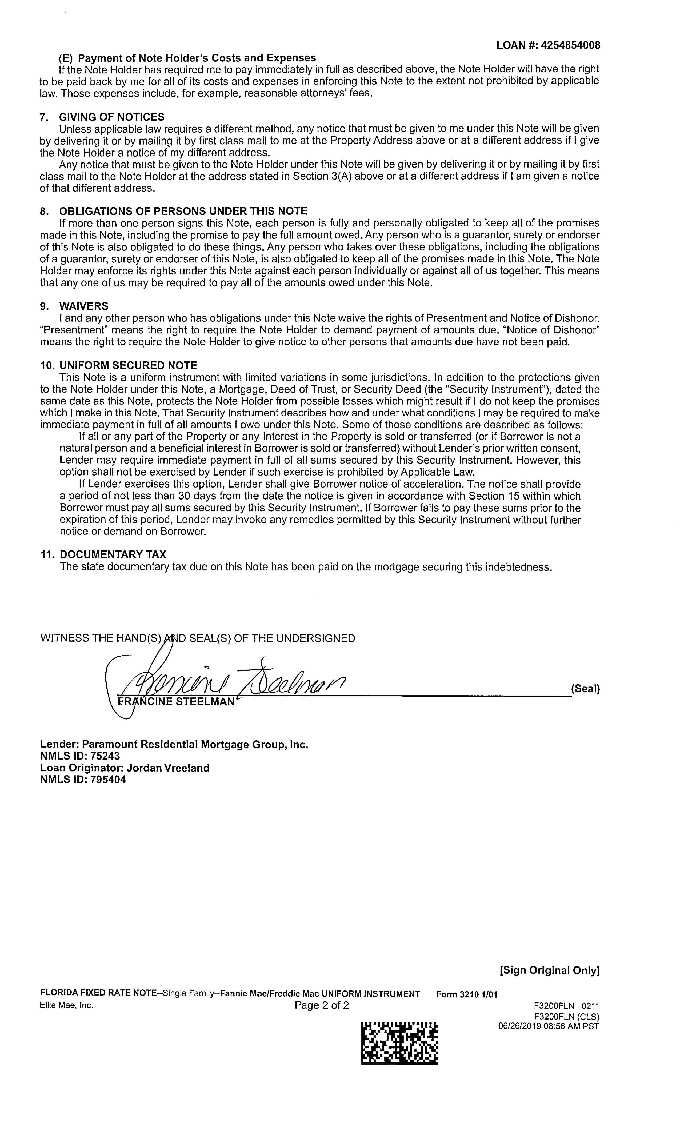 LOAN #: 4254854008
(E) Payment of Note Holder's Costs and Expenses
If the Note Holder has required me to pay immediately in full as described above, the Note Holder will have the right
to be paid back by me for all of its costs and expenses in enforcing this Note to the extent not prohibited by applicable
law. Those expenses include, for example, reasonable attorneys' fees.
7. GIVING OF NOTICES
Unless applicable law requires a different method, any notice that must be given to me under this Note will be given
by delivering it or by mailing it by first class mail to me at the Property Address above or at a different address if I give
the Note Holder a notice of my different address.
Any notice that must be given to the Note Holder under this Note will be given by delivering it or by mailing it by first
class mail to the Note Holder at the address stated in Section 3(A) above or at a different address if I am given a notice
of that different address.
8. OBLIGATIONS OF PERSONS UNDER THIS NOTE
If more than one person signs this Note, each person is fully and personally obligated to keep all of the promises
made in this Note, including the promise to pay the full amount owed. Any person who is a guarantor, surety or endorser
of this Note is also obligated to do these things. Any person who takes over these obligations, including the obligations
of a guarantor, surety or endorser of this Note, is also obligated to keep all of the promises made in this Note. The Note
Holder may enforce its rights under this Note against each person individually or against all of us together. This means
that any one of us may be required to pay all of the amounts owed under this Note.
9. WAIVERS
I and any other person who has obligations under this Note waive the rights of Presentment and Notice of Dishonor.
"Presentment" means the right to require the Note Holder to demand payment of amounts due. "Notice of Dishonor"
means the right to require the Note Holder to give notice to other persons that amounts due have not been paid.
10. UNIFORM SECURED NOTE
This Note is a uniform instrument with limited variations in some jurisdictions. In addition to the protections given
to the Note Holder under this Note, a Mortgage, Deed of Trust, or Security Deed (the "Security Instrument"), dated the
same date as this Note, protects the Note Holder from possible losses which might result if I do not keep the promises
which I make in this Note. That Security Instrument describes how and under what conditions I may be required to make
immediate payment in full of all amounts I owe under this Note. Some of those conditions are described as follows:
If all or any part of the Property or any Interest in the Property is sold or transferred (or if Borrower is not a
natural person and a beneficial interest in Borrower is sold or transferred) without Lender's prior written consent,
Lender may require immediate payment in full of all sums secured by this Security Instrument. However, this
option shall not be exercised by Lender if such exercise is prohibited by Applicable Law.
If Lender exercises this option, Lender shall give Borrower notice of acceleration. The notice shall provide
a period of not less than 30 days from the date the notice is given in accordance with Section 15 within which
Borrower must pay all sums secured by this Security Instrument. If Borrower fails to pay these sums prior to the
expiration of this period, Lender may invoke any remedies permitted by this Security Instrument without further
notice or demand on Borrower.
11. DOCUMENTARY TAX
The state documentary tax due on this Note has been paid on the mortgage securing this indebtedness.
WITNESS THE HAND(S) AND SEAL(S) OF THE UNDERSIGNED
Francine Steelman
(Seal)
FRANCINE STEELMAN
Lender: Paramount Residential Mortgage Group, Inc.
NMLS ID: 75243
Loan Originator: Jordan Vreeland
NMLS ID: 795404
[Sign Original Only]
FLORIDA FIXED RATE NOTE--Single Family--Fannie Mae/Freddie Mac UNIFORM INSTRUMENT Form 3210 1/01
Ellie Mae, Inc. Page 2 of 2 F3200FLN 0211
F3200FLN (CLS)
06/26/2019 08:56 AM PST